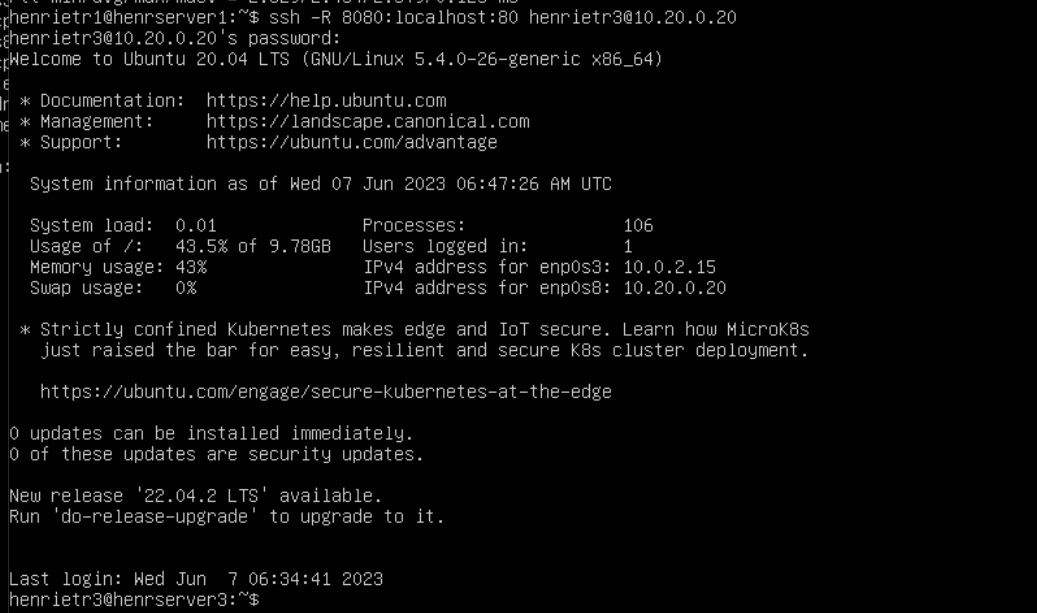 henrietr1@henrserver1:~$ ssh -R 8080:localhost:80 henrietr3@10.20.0.20
henrietr3@10.20.0.20's password:
Welcome to Ubuntu 20.04 LTS (GNU/Linux 5.4.0-26-generic x86_64)
* Documentation: https://help.ubuntu.com
* Management: https://landscape.canonical.com
* Support: https://ubuntu.com/advantage
System information as of Wed 07 Jun 2023 06:47:26 AM UTC
System load: 0.01 Processes: 106
Usage of /: 43.5% of 9.78GB Users logged in: 1
Memory usage: 43% IPv4 address for enp0s3: 10.0.2.15
Swap usage: 0% IPv4 address for enp0s8: 10.20.0.20
* Strictly confined Kubernetes makes edge and IoT secure. Learn how MicroK8s
just raised the bar for easy, resilient and secure K8s cluster deployment.
https://ubuntu.com/engage/secure-kubernetes-at-the-edge
0 updates can be installed immediately.
0 of these updates are security updates.
New release '22.04.2 LTS' available.
Run 'do-release-upgrade' to upgrade to it.
Last login: Wed Jun 7 06:34:41 2023
henrietr3@henrserver3:~$